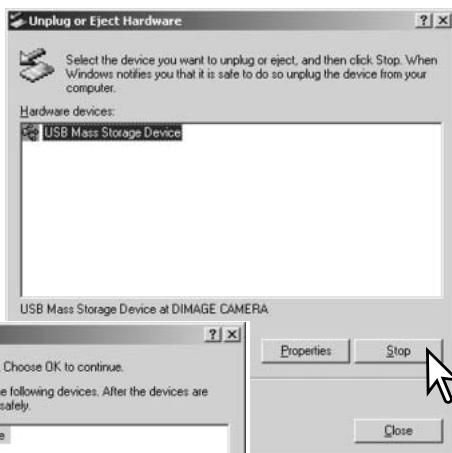 Unplug or Eject Hardware
Select the device you want to unplug or eject, and then click Stop. When
Windows notifies you that it is safe to do so unplug the device from your
computer.
Hardware devices:
USB Mass Storage Device
USB Mass Storage Device at DIMAGE CAMERA
Properties
Stop
Close
Choose OK to continue.
following devices. After the devices are
safely.